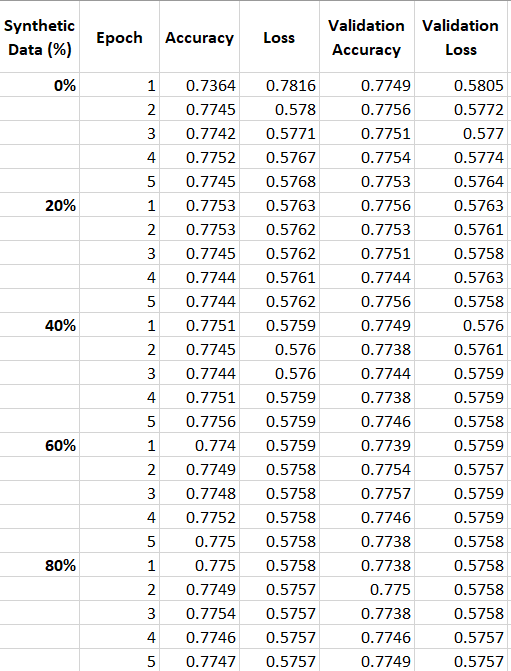 Synthetic Data (%) Epoch Accuracy Loss Validation Accuracy Validation Loss
0% 1 0.7364 0.7816 0.7749 0.5805
2 0.7745 0.578 0.7756 0.5772
3 0.7742 0.5771 0.7751 0.577
4 0.7752 0.5767 0.7754 0.5774
5 0.7745 0.5768 0.7753 0.5764
20% 1 0.7753 0.5763 0.7756 0.5763
2 0.7753 0.5762 0.7753 0.5761
3 0.7745 0.5762 0.7751 0.5758
4 0.7744 0.5761 0.7744 0.5763
5 0.7744 0.5762 0.7756 0.5758
40% 1 0.7751 0.5759 0.7749 0.576
2 0.7745 0.576 0.7738 0.5761
3 0.7744 0.576 0.7744 0.5759
4 0.7751 0.5759 0.7738 0.5759
5 0.7756 0.5759 0.7746 0.5758
60% 1 0.774 0.5759 0.7739 0.5759
2 0.7749 0.5758 0.7754 0.5757
3 0.7748 0.5758 0.7757 0.5759
4 0.7752 0.5758 0.7746 0.5759
5 0.775 0.5758 0.7738 0.5758
80% 1 0.775 0.5758 0.7738 0.5758
2 0.7749 0.5757 0.775 0.5758
3 0.7754 0.5757 0.7738 0.5758
4 0.7746 0.5757 0.7746 0.5757
5 0.7747 0.5757 0.7749 0.5757